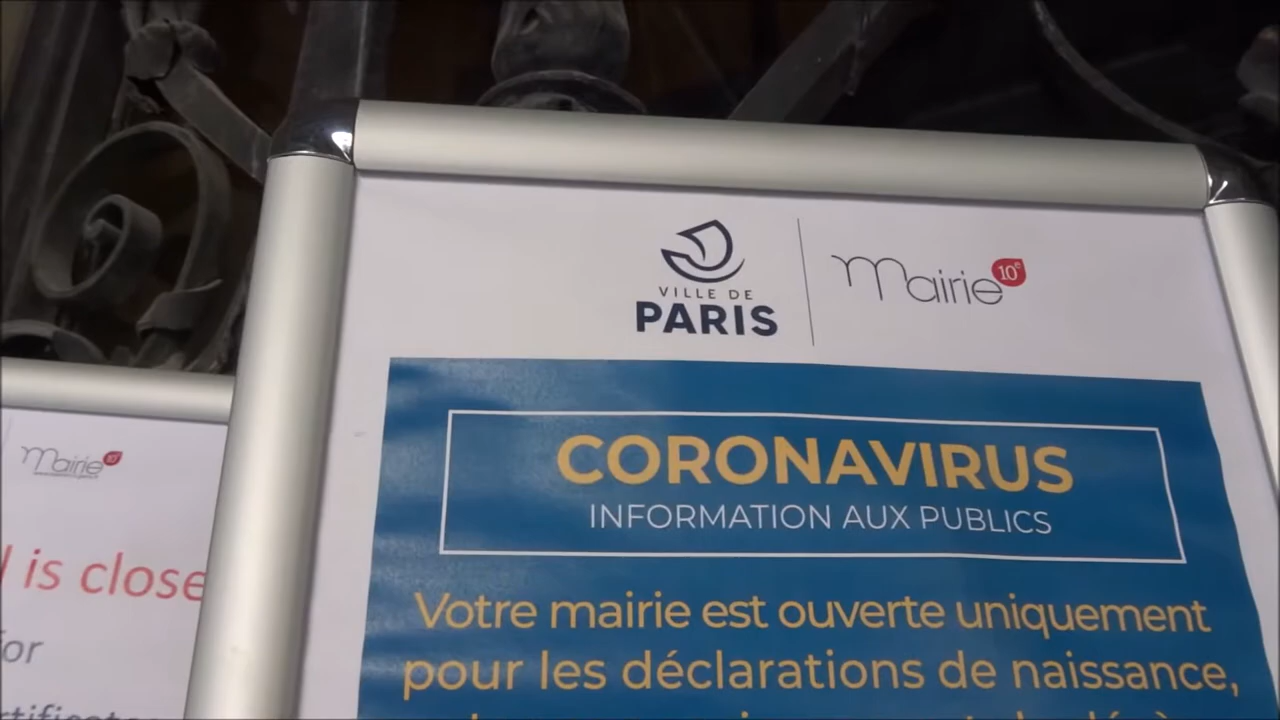 VILLE DE
PARIS
Mairie 10e
CORONAVIRUS
INFORMATION AUX PUBLICS
Votre mairie est ouverte uniquement
pour les déclarations de naissance,
Mairie
is close
for